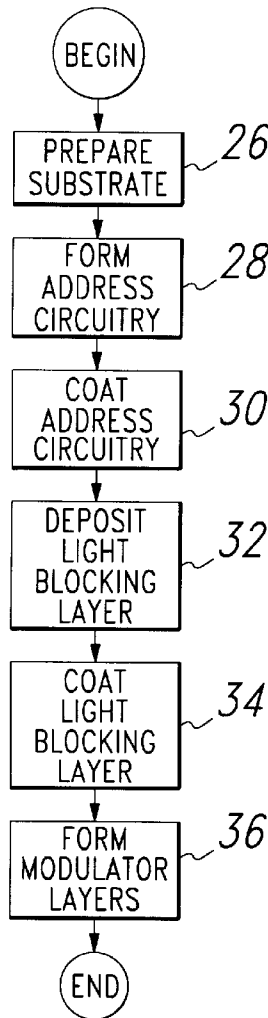 BEGIN
PREPARE
SUBSTRATE
26
FORM
ADDRESS
CIRCUITRY
28
COAT
ADDRESS
CIRCUITRY
30
DEPOSIT
LIGHT
BLOCKING
LAYER
32
COAT
LIGHT
BLOCKING
LAYER
34
FORM
MODULATOR
LAYERS
36
END